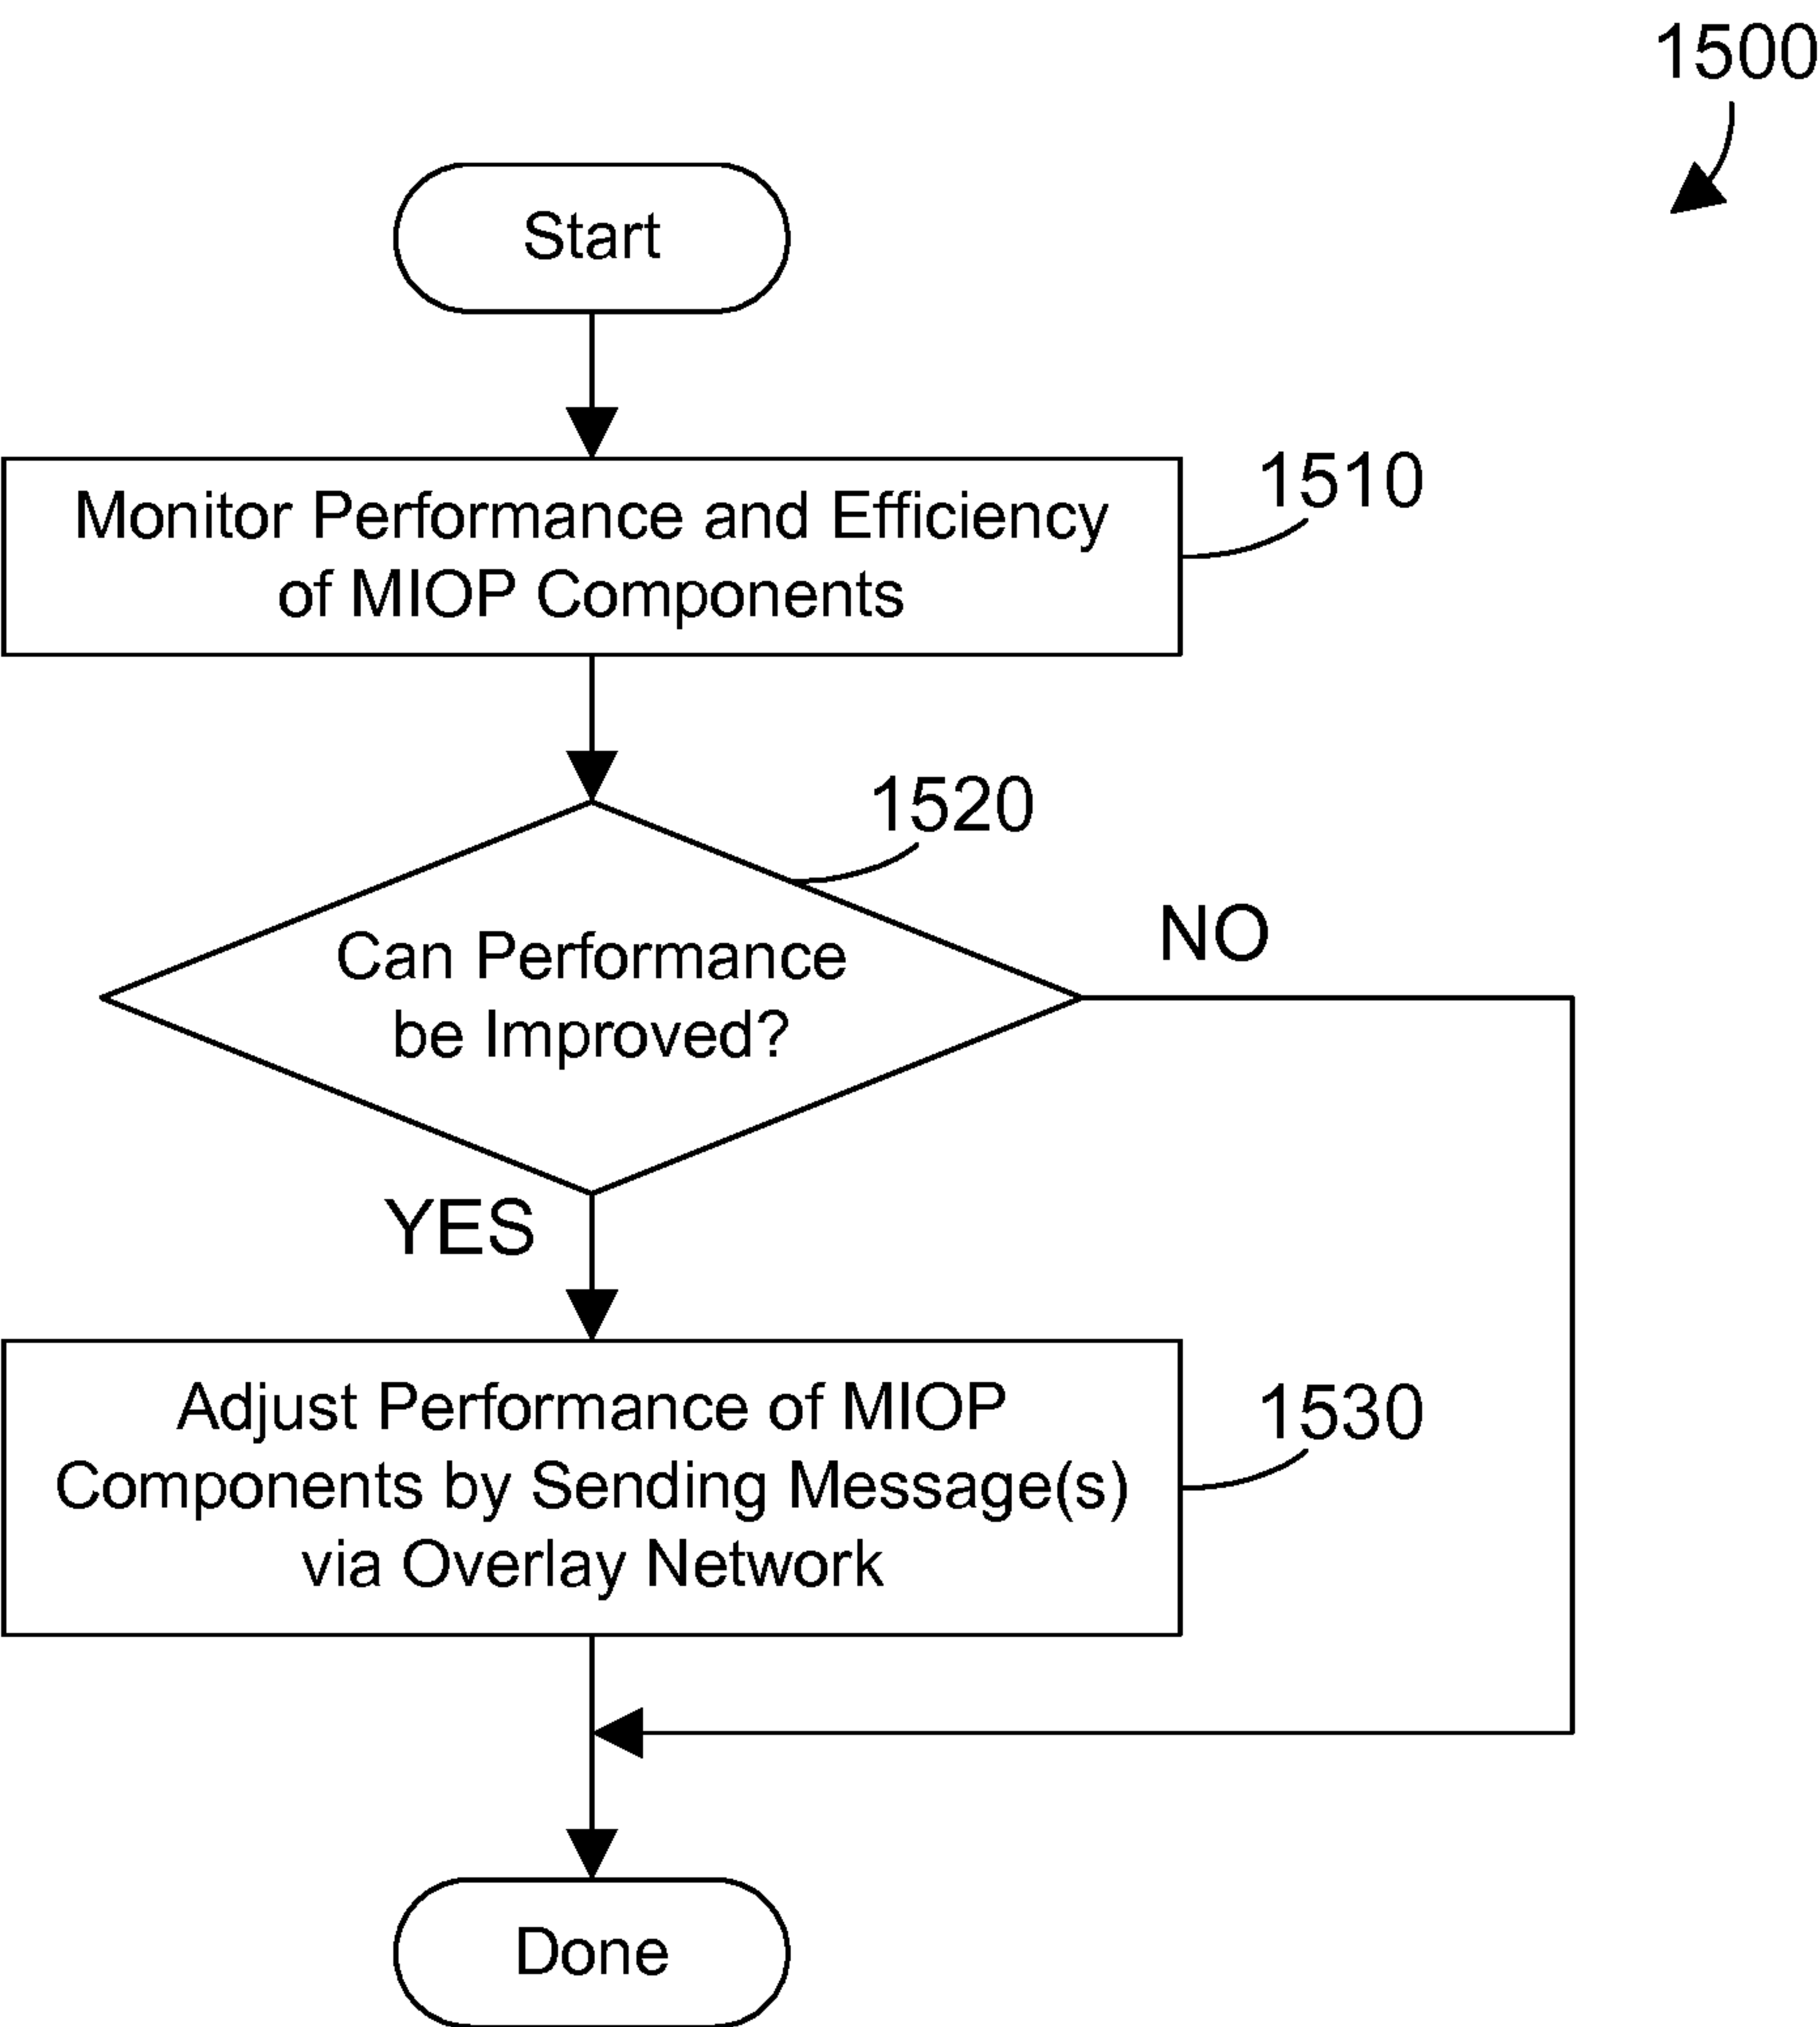 1500
Start
Monitor Performance and Efficiency
of MIOP Components
1510
1520
Can Performance
be Improved?
NO
YES
Adjust Performance of MIOP
Components by Sending Message(s)
via Overlay Network
1530
Done